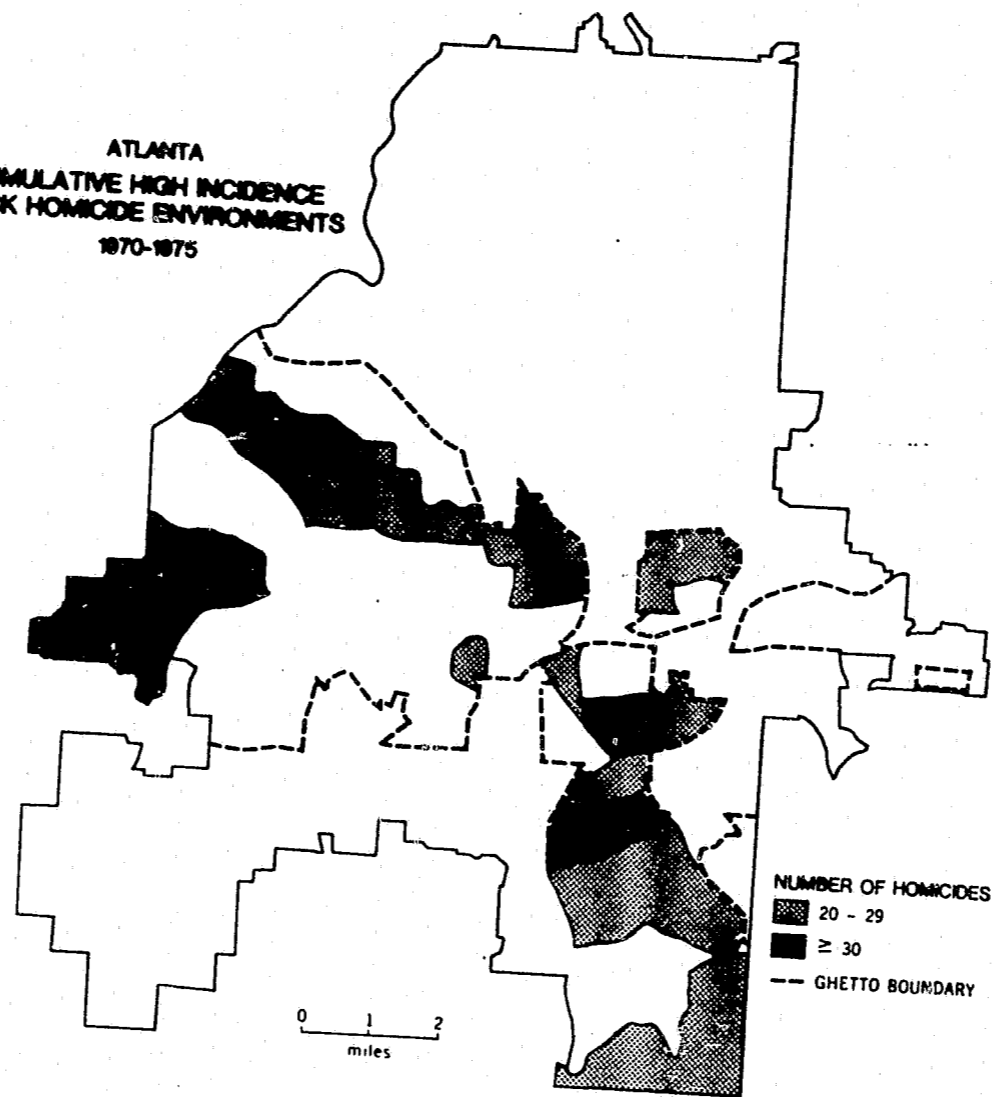 ATLANTA
HIGH INCIDENCE
HOMICIDE ENVIRONMENTS
1970-1975
NUMBER OF HOMICIDES
20 - 29
≥ 30
GHETTO BOUNDARY
0 1 2
miles